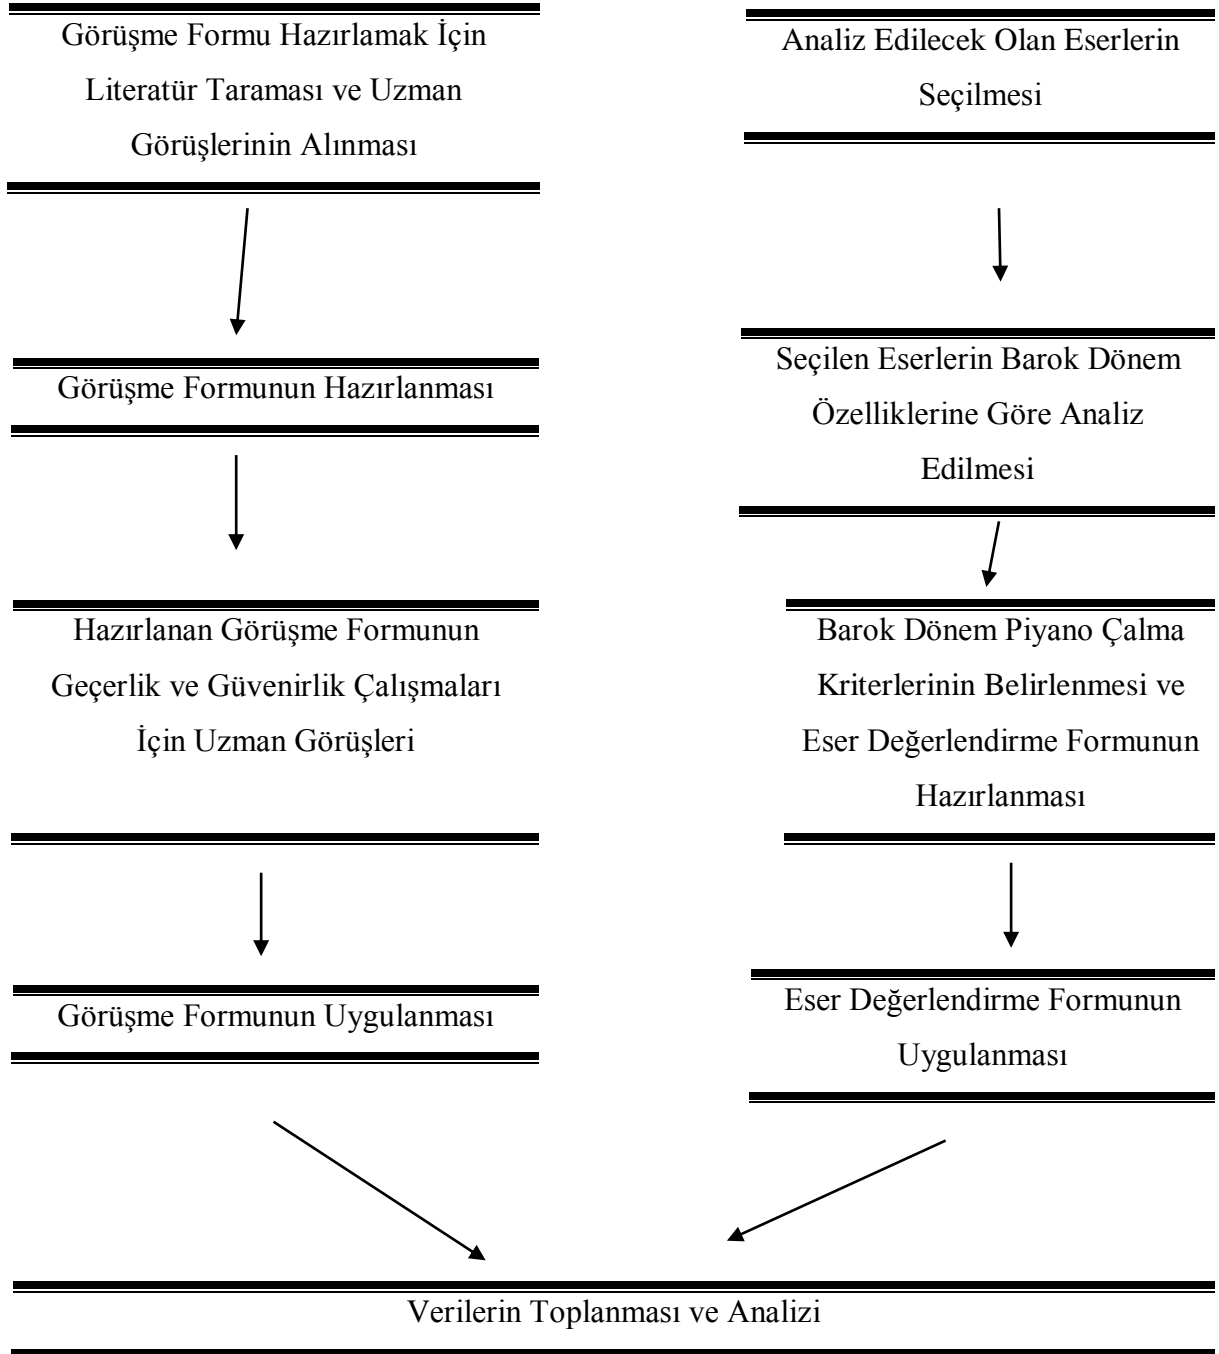 Görüşme Formu Hazırlamak İçin
Literatür Taraması ve Uzman
Görüşlerinin Alınması
Görüşme Formunun Hazırlanması
Hazırlanan Görüşme Formunun
Geçerlik ve Güvenirlik Çalışmaları
İçin Uzman Görüşleri
Görüşme Formunun Uygulanması
Analiz Edilecek Olan Eserlerin
Seçilmesi
Seçilen Eserlerin Barok Dönem
Özelliklerine Göre Analiz
Edilmesi
Barok Dönem Piyano Çalma
Kriterlerinin Belirlenmesi ve
Eser Değerlendirme Formunun
Hazırlanması
Eser Değerlendirme Formunun
Uygulanması
Verilerin Toplanması ve Analizi